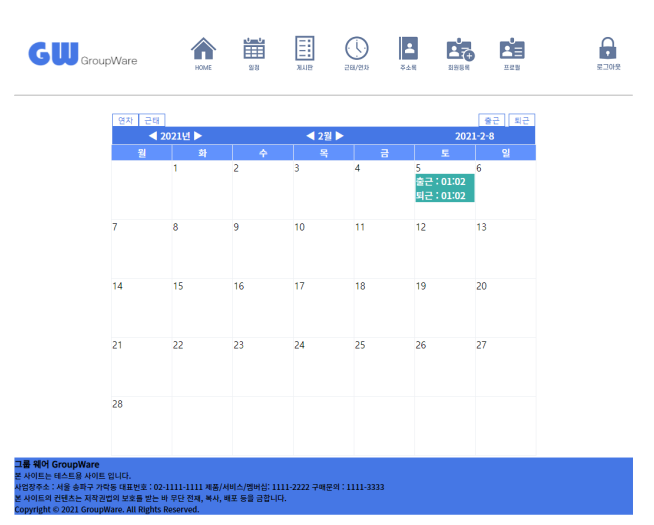 GW GroupWare
HOME 일정 게시판 근태/연차 주소록 회원등록 프로필 로그아웃
연차 근태 출근 퇴근
◀ 2021년 ▶ ◀ 2월 ▶ 2021-2-8
월 화 수 목 금 토 일
1 2 3 4 5 6
출근 : 01:02
퇴근 : 01:02
7 8 9 10 11 12 13
14 15 16 17 18 19 20
21 22 23 24 25 26 27
28
그룹 웨어 GroupWare
본 사이트는 테스트용 사이트 입니다.
사업장주소 : 서울 송파구 가락동 대표번호 : 02-1111-1111 제품/서비스/멤버십: 1111-2222 구매문의 : 1111-3333
본 사이트의 컨텐츠는 저작권법의 보호를 받는 바 무단 전재, 복사, 배포 등을 금합니다.
Copyright © 2021 GroupWare. All Rights Reserved.